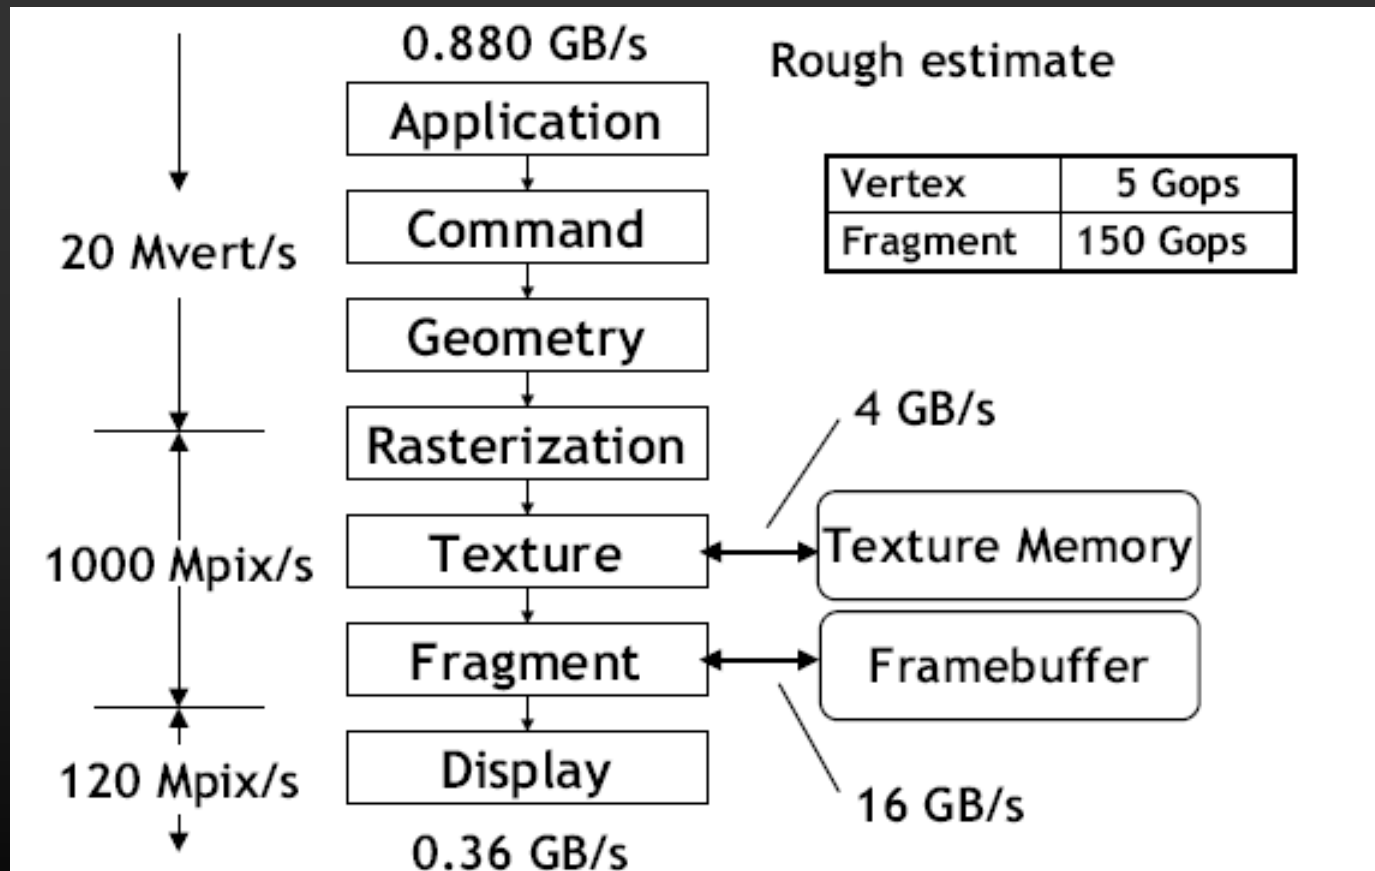 0.880 GB/s
Rough estimate
Application
Vertex 5 Gops
Command
20 Mvert/s
Fragment 150 Gops
Geometry
4 GB/s
Rasterization
Texture
Texture Memory
1000 Mpix/s
Fragment
Framebuffer
Display
120 Mpix/s
16 GB/s
0.36 GB/s